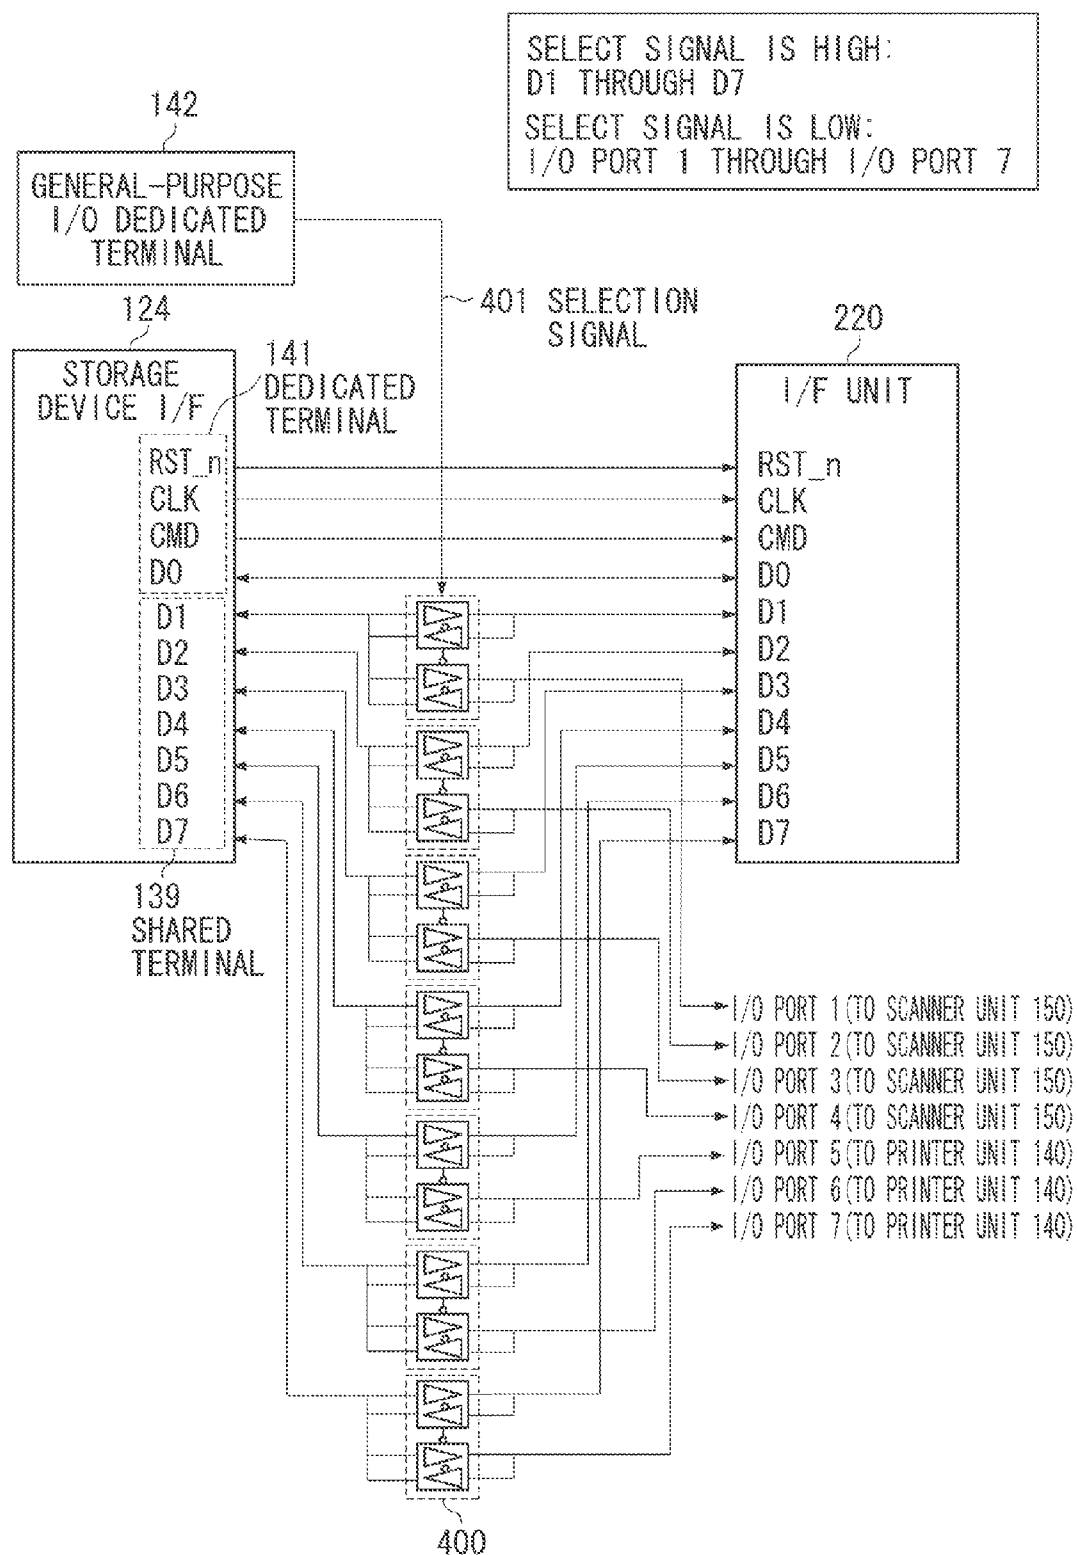 SELECT SIGNAL IS HIGH:
D1 THROUGH D7
SELECT SIGNAL IS LOW:
I/O PORT 1 THROUGH I/O PORT 7
142
GENERAL-PURPOSE
I/O DEDICATED
TERMINAL
401 SELECTION
SIGNAL
124
STORAGE
DEVICE I/F
141
DEDICATED
TERMINAL
RST_n
CLK
CMD
D0
D1
D2
D3
D4
D5
D6
D7
139
SHARED
TERMINAL
220
I/F UNIT
RST_n
CLK
CMD
D0
D1
D2
D3
D4
D5
D6
D7
I/O PORT 1(TO SCANNER UNIT 150)
I/O PORT 2(TO SCANNER UNIT 150)
I/O PORT 3(TO SCANNER UNIT 150)
I/O PORT 4(TO SCANNER UNIT 150)
I/O PORT 5(TO PRINTER UNIT 140)
I/O PORT 6(TO PRINTER UNIT 140)
I/O PORT 7(TO PRINTER UNIT 140)
400